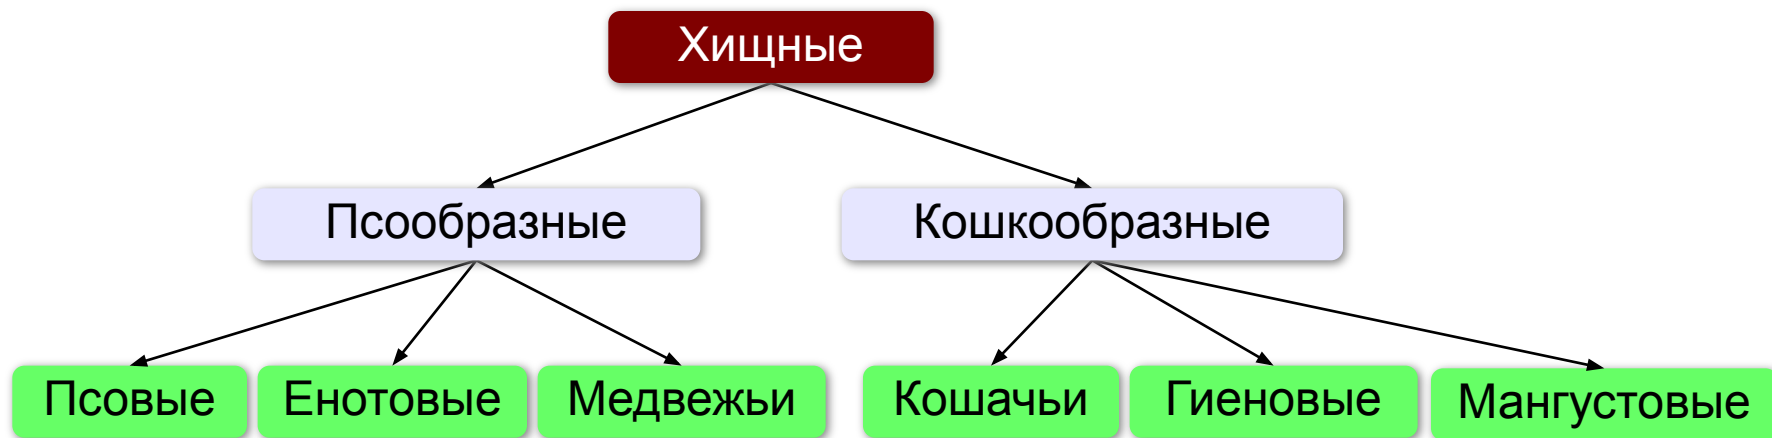 Хищные
Псообразные
Кошкообразные
Псовые
Енотовые
Медвежьи
Кошачьи
Гиеновые
Мангустовые